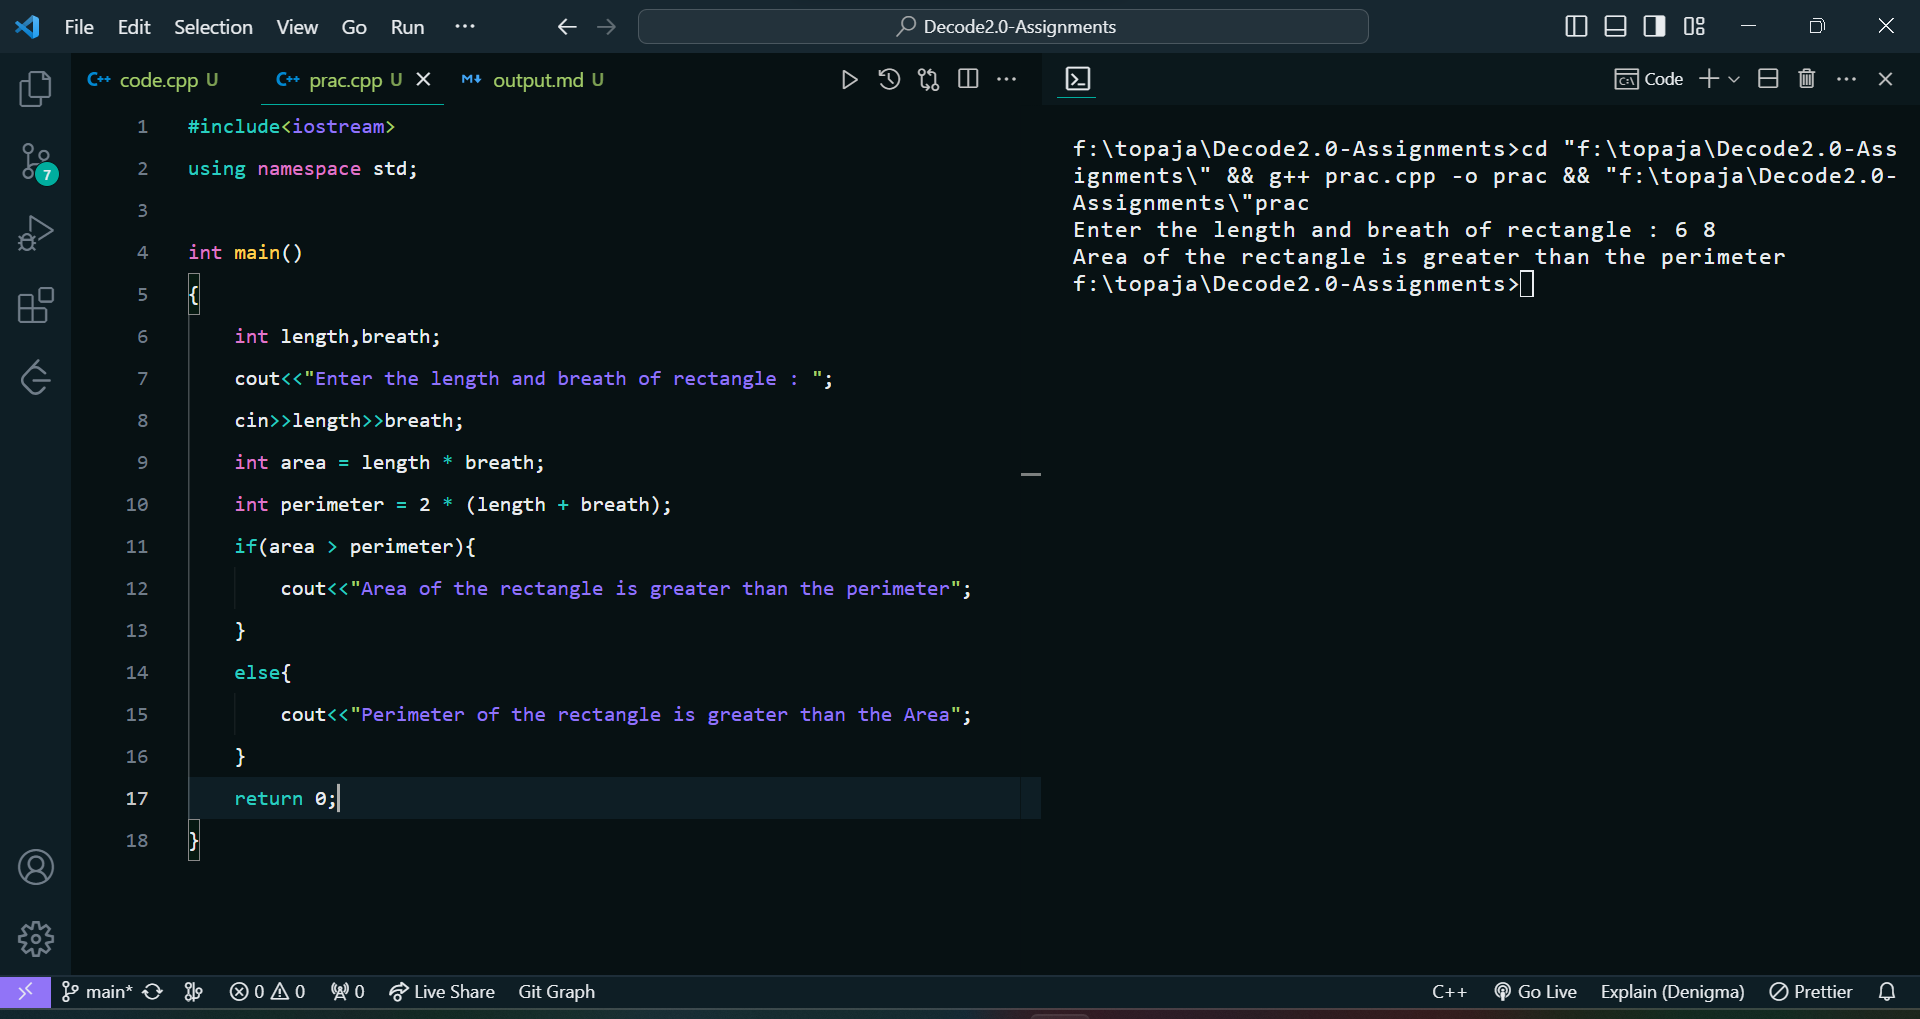 File Edit Selection View Go Run ··· Decode2.0-Assignments
C++ code.cpp U C++ prac.cpp U M↓ output.md U
Code
1 #include<iostream>
2 using namespace std;
3
4 int main()
5 {
6 int length,breath;
7 cout<<"Enter the length and breath of rectangle : ";
8 cin>>length>>breath;
9 int area = length * breath;
10 int perimeter = 2 * (length + breath);
11 if(area > perimeter){
12 cout<<"Area of the rectangle is greater than the perimeter";
13 }
14 else{
15 cout<<"Perimeter of the rectangle is greater than the Area";
16 }
17 return 0;
18 }
7
f:\topaja\Decode2.0-Assignments>cd "f:\topaja\Decode2.0-Ass
ignments\" && g++ prac.cpp -o prac && "f:\topaja\Decode2.0-
Assignments\"prac
Enter the length and breath of rectangle : 6 8
Area of the rectangle is greater than the perimeter
f:\topaja\Decode2.0-Assignments>
main* 0 0 0 Live Share Git Graph C++ Go Live Explain (Denigma) Prettier